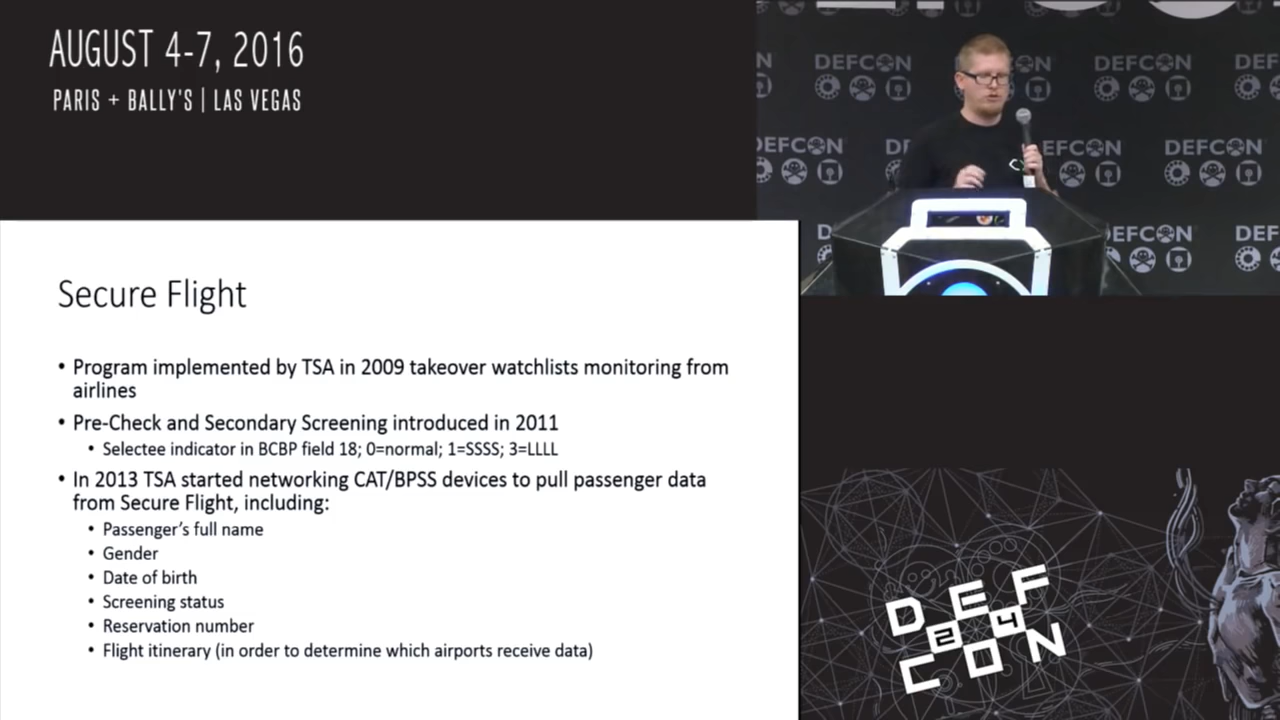 AUGUST 4-7, 2016
PARIS + BALLY'S | LAS VEGAS
DEFCON
DEFCON
DEFCON
DEFCON
DEFCON
Secure Flight
• Program implemented by TSA in 2009 takeover watchlists monitoring from
airlines
• Pre-Check and Secondary Screening introduced in 2011
• Selectee indicator in BCBP field 18; 0=normal; 1=SSSS; 3=LLLL
• In 2013 TSA started networking CAT/BPSS devices to pull passenger data
from Secure Flight, including:
• Passenger's full name
• Gender
• Date of birth
• Screening status
• Reservation number
• Flight itinerary (in order to determine which airports receive data)
DEF
24
CON